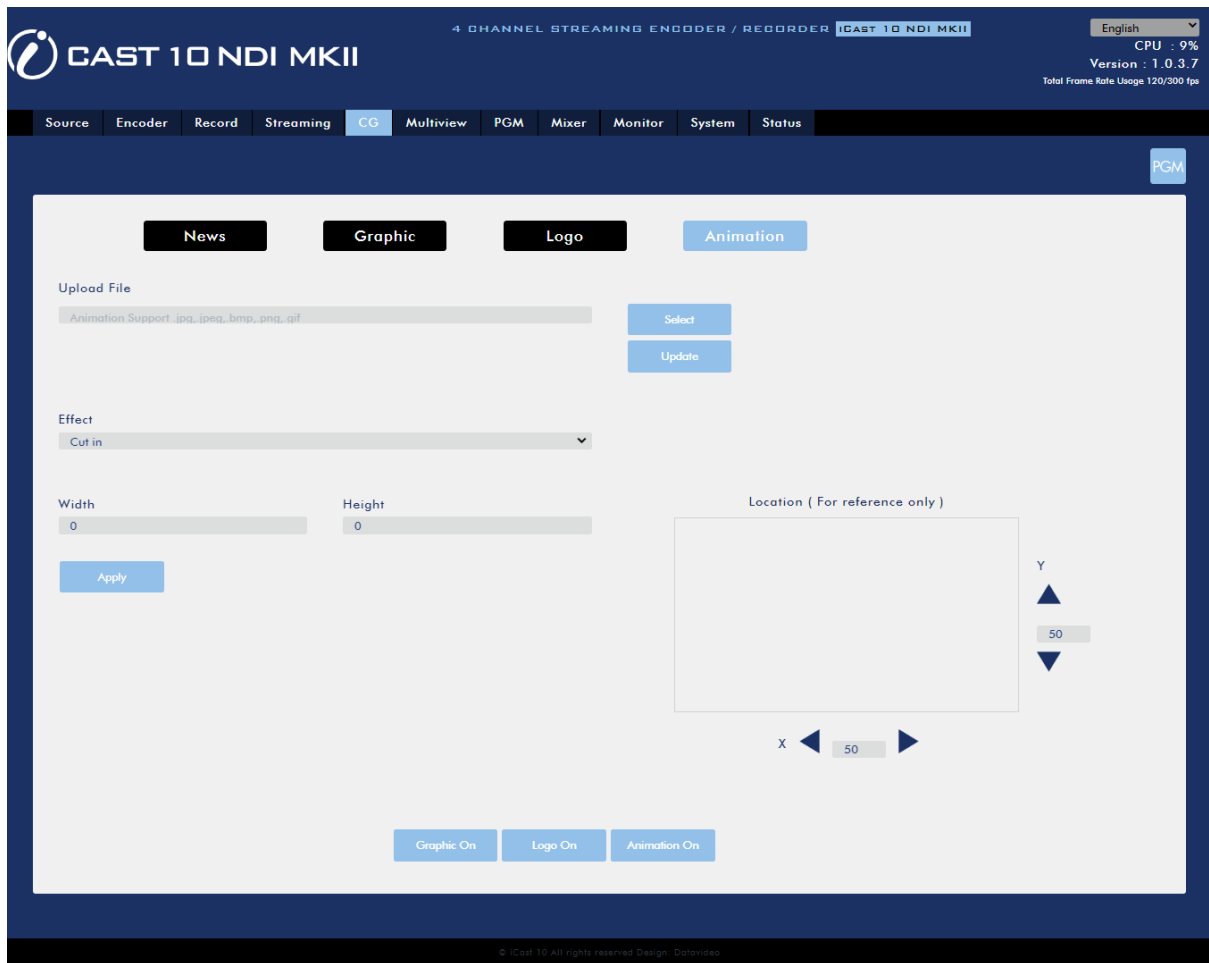 4 CHANNEL STREAMING ENCODER / RECORDER iCAST 10 NDI MKII
English
iCAST 10 NDI MKII
CPU : 9%
Version : 1.0.3.7
Total Frame Rate Usage 120/300 fps
Source Encoder Record Streaming CG Multiview PGM Mixer Monitor System Status
PGM
News Graphic Logo Animation
Upload File
Animation Support .jpg,.jpeg,.bmp,.png,.gif
Select
Update
Effect
Cut in
Width Height Location ( For reference only )
0 0
Apply
Y
50
X 50
Graphic On Logo On Animation On
© iCast 10 All rights reserved Design: Datavideo